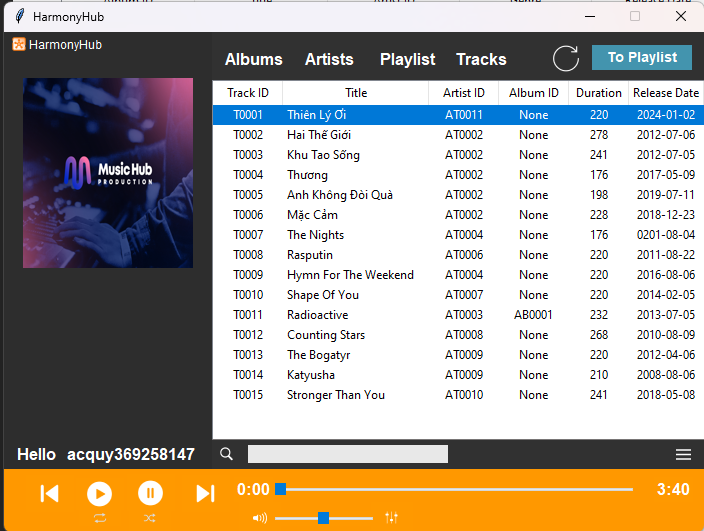 HarmonyHub
HarmonyHub
Albums Artists Playlist Tracks To Playlist
Music Hub
PRODUCTION
Track ID Title Artist ID Album ID Duration Release Date
T0001 Thiên Lý Ơi AT0011 None 220 2024-01-02
T0002 Hai Thế Giới AT0002 None 278 2012-07-06
T0003 Khu Tao Sống AT0002 None 241 2012-07-05
T0004 Thương AT0002 None 176 2017-05-09
T0005 Anh Không Đòi Quà AT0002 None 198 2019-07-11
T0006 Mặc Cảm AT0002 None 228 2018-12-23
T0007 The Nights AT0004 None 176 0201-08-04
T0008 Rasputin AT0006 None 220 2011-08-22
T0009 Hymn For The Weekend AT0004 None 220 2016-08-06
T0010 Shape Of You AT0007 None 220 2014-02-05
T0011 Radioactive AT0003 AB0001 232 2013-07-05
T0012 Counting Stars AT0008 None 268 2010-08-09
T0013 The Bogatyr AT0009 None 220 2012-04-06
T0014 Katyusha AT0009 None 210 2008-08-06
T0015 Stronger Than You AT0010 None 241 2018-05-08
Hello acquy369258147
0:00 3:40